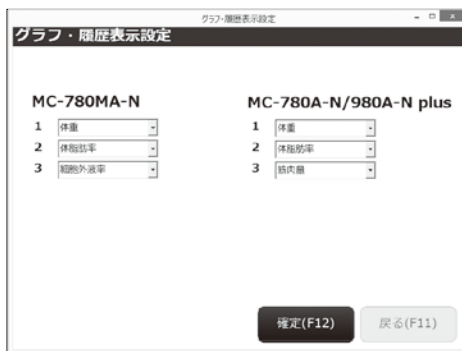 グラフ・履歴表示設定
グラフ・履歴表示設定
MC-780MA-N
1 体重
2 体脂肪率
3 細胞外液率
MC-780A-N/980A-N plus
1 体重
2 体脂肪率
3 筋肉量
確定(F12)
戻る(F11)